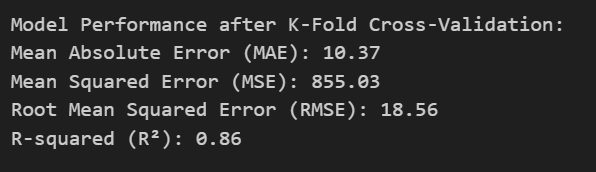 Model Performance after K-Fold Cross-Validation:
Mean Absolute Error (MAE): 10.37
Mean Squared Error (MSE): 855.03
Root Mean Squared Error (RMSE): 18.56
R-squared (R²): 0.86